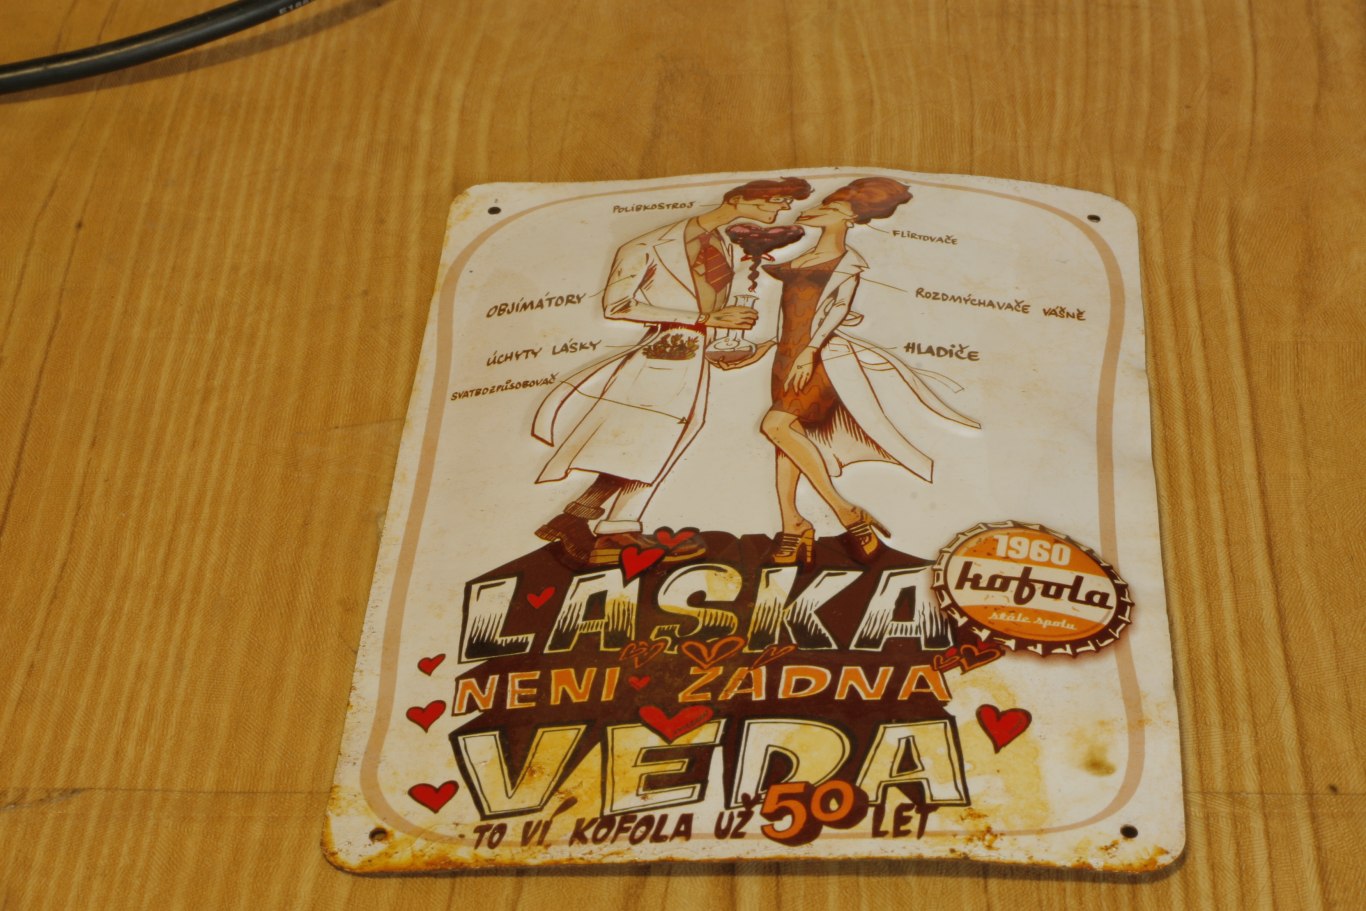 POLIBKOSTROJ
FLIRTOVAČE
OBJÍMÁTORY
ROZDMÝCHAVAČE VÁŠNĚ
ÚCHYTY LÁSKY
HLADIČE
SVATBOZPŮSOBOVAČ
LÁSKA
NENÍ ŽÁDNÁ
VĚDA
TO VÍ KOFOLA UŽ 50 LET
1960
kofola
stále spolu